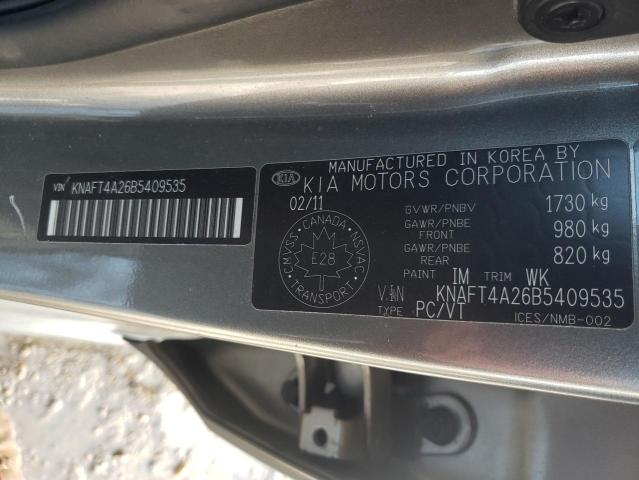 VIN KNAFT4A26B5409535
MANUFACTURED IN KOREA BY
KIA KIA MOTORS CORPORATION
02/11
GVWR/PNBV 1730 kg
GAWR/PNBE FRONT 980 kg
GAWR/PNBE REAR 820 kg
CMVSS · CANADA · NSVAC · TRANSPORT
E28
PAINT IM TRIM WK
VIN KNAFT4A26B5409535
TYPE PC/VT
ICES/NMB-002